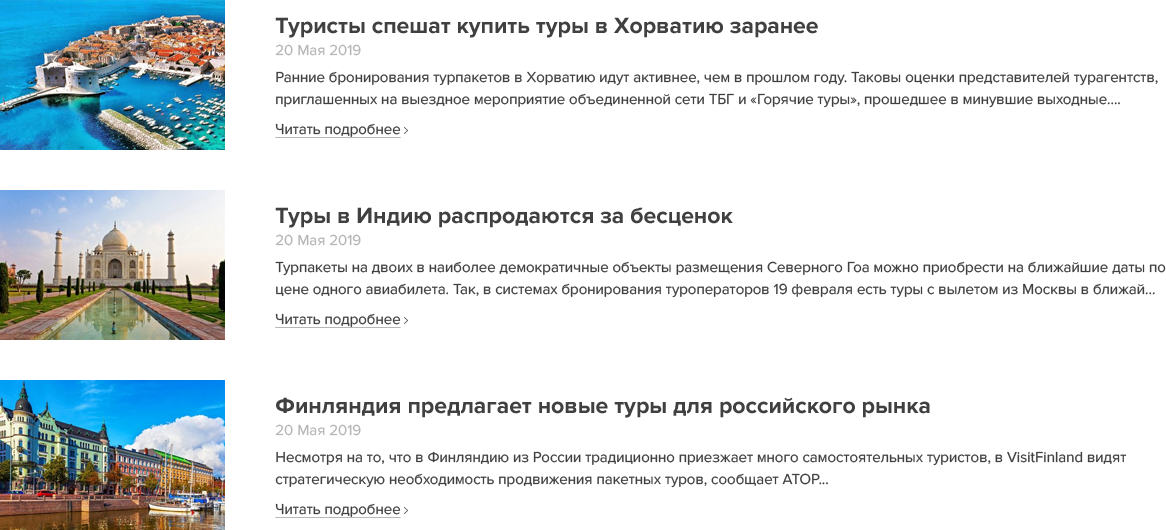 Туристы спешат купить туры в Хорватию заранее
20 Мая 2019
Ранние бронирования турпакетов в Хорватию идут активнее, чем в прошлом году. Таковы оценки представителей турагентств,
приглашенных на выездное мероприятие объединенной сети ТБГ и «Горячие туры», прошедшее в минувшие выходные....
Читать подробнее ›
Туры в Индию распродаются за бесценок
20 Мая 2019
Турпакеты на двоих в наиболее демократичные объекты размещения Северного Гоа можно приобрести на ближайшие даты по
цене одного авиабилета. Так, в системах бронирования туроператоров 19 февраля есть туры с вылетом из Москвы в ближай...
Читать подробнее ›
Финляндия предлагает новые туры для российского рынка
20 Мая 2019
Несмотря на то, что в Финляндию из России традиционно приезжает много самостоятельных туристов, в VisitFinland видят
стратегическую необходимость продвижения пакетных туров, сообщает АТОР...
Читать подробнее ›